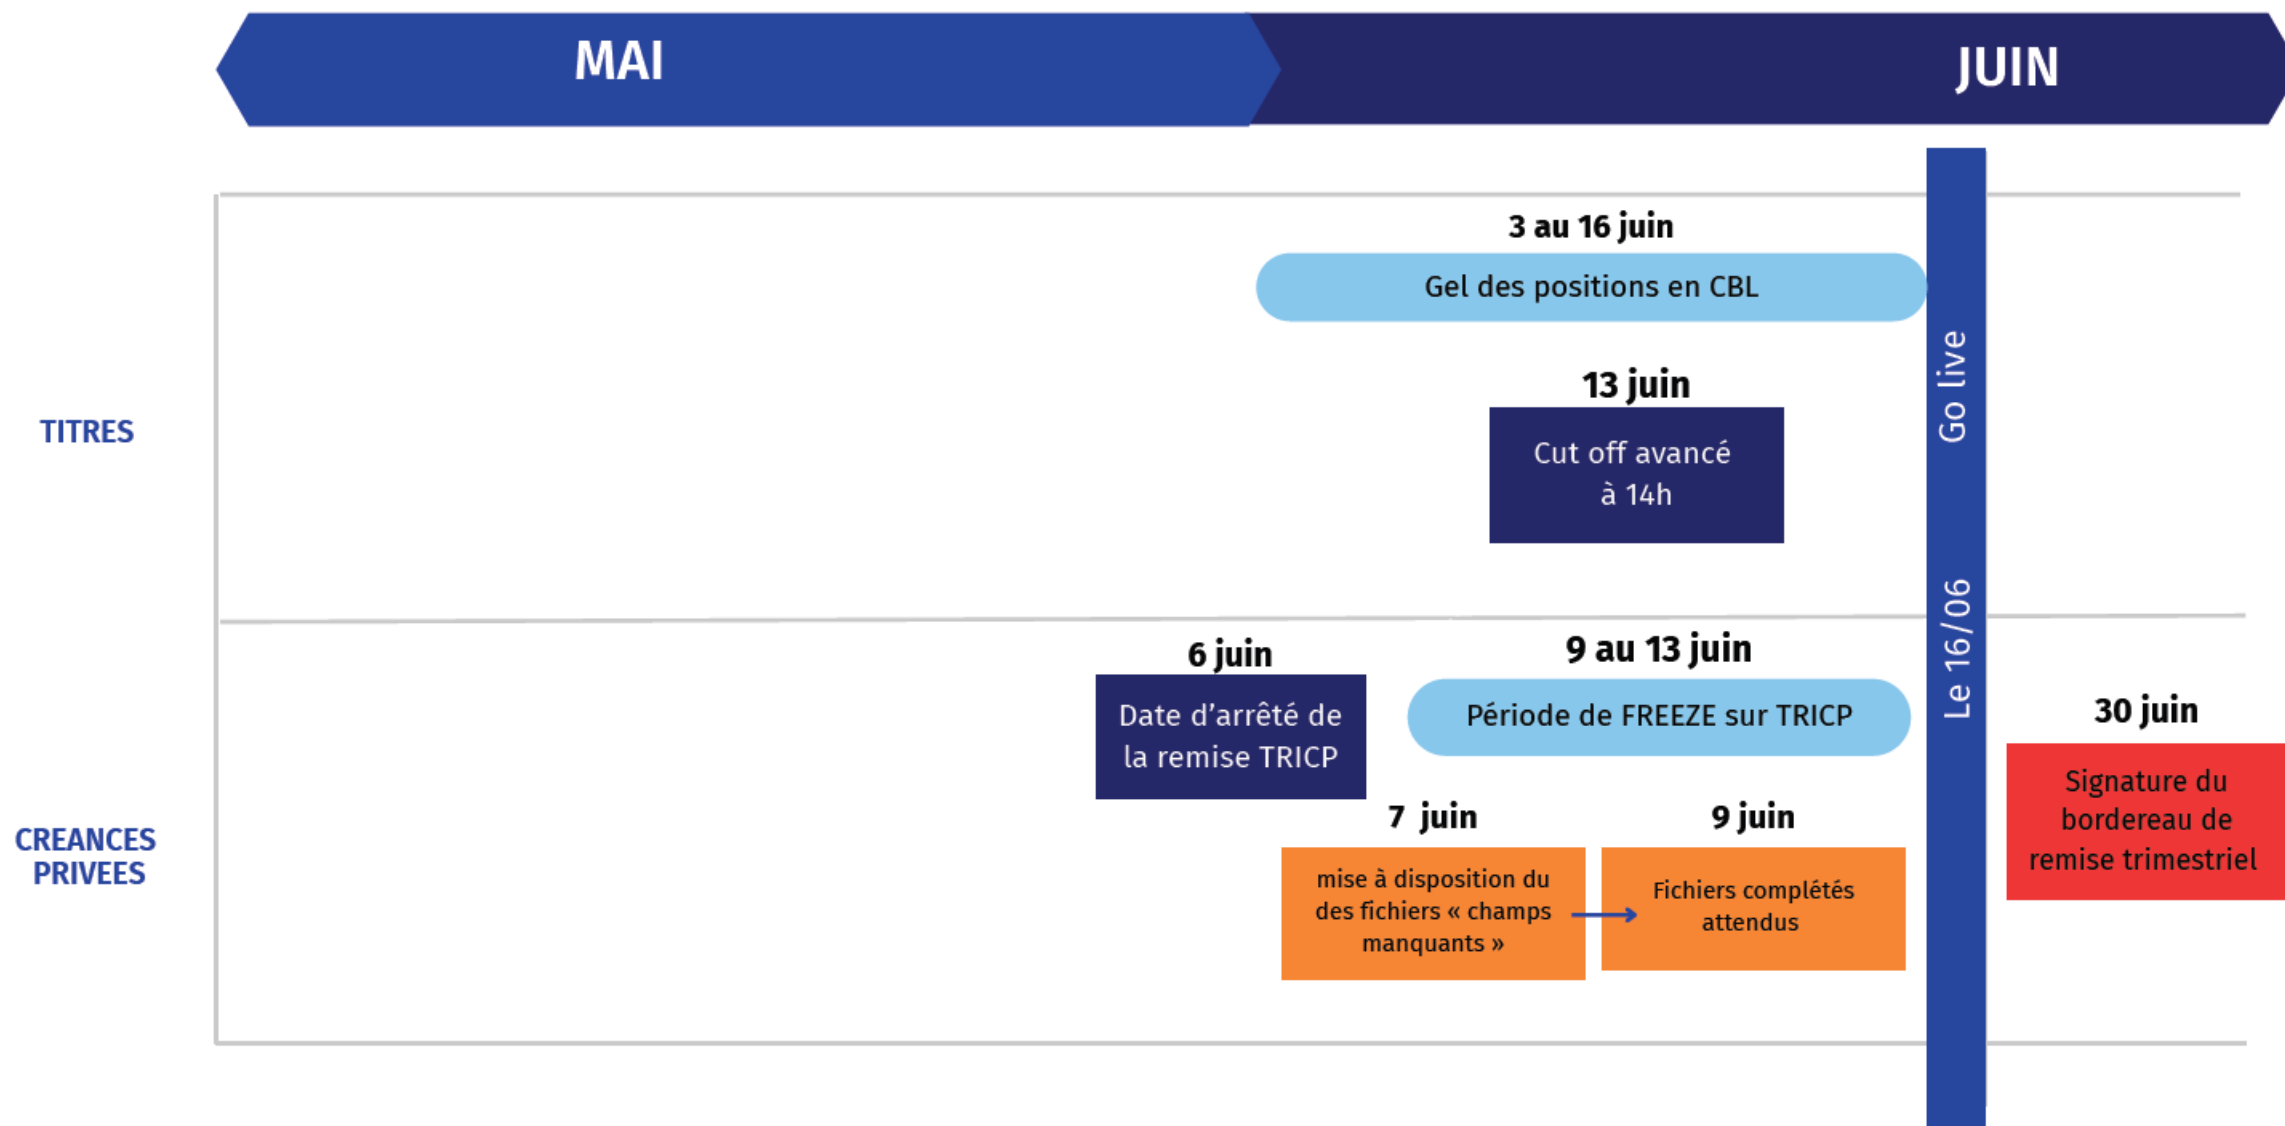 MAI
JUIN
TITRES
3 au 16 juin
Gel des positions en CBL
13 juin
Cut off avancé
à 14h
Go live
Le 16/06
CREANCES
PRIVEES
6 juin
Date d’arrêté de
la remise TRICP
9 au 13 juin
Période de FREEZE sur TRICP
7 juin
mise à disposition du
des fichiers « champs
manquants »
9 juin
Fichiers complétés
attendus
30 juin
Signature du
bordereau de
remise trimestriel